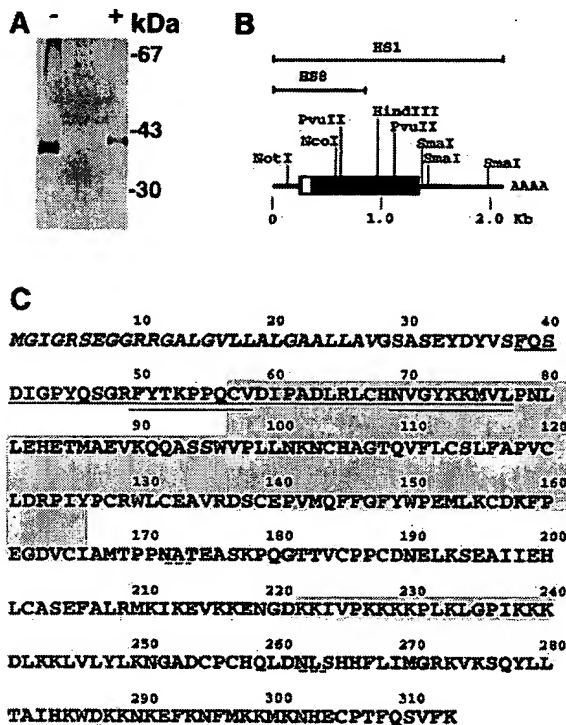 A - + kDa
-67
-43
-30
B
HS1
HS8
HindIII
PvuII PvuII
NcoI SmaI
NotI SmaI SmaI
AAAA
0 1.0 2.0 Kb
C
10 20 30 40
MGIGRSEGGRRGALGVLLALGAALLAVGSASEYDYVSFQS
50 60 70 80
DIGPYQSGRFYTKPPQCVDIPADLRLCHNVGYKKMVLPNL
90 100 110 120
LEHETMAEVKQQASSWVPLLNKNCHAGTQVFLCSLFAPVC
130 140 150 160
LDRPIYPCRWLCEAVRDSCEPVMQFFGFYWPEMLKCDKFP
170 180 190 200
EGDVCIAMTPPNATEASKPQGTTVCPPCDNELKSEAIIEH
210 220 230 240
LCASEFALRMKIKEVKKENGDKKIVPKKKKPLKLGPIKKK
250 260 270 280
DLKKLVLYLKNGADCPCHQLDNLSHHFLIMGRKVKSQYLL
290 300 310
TAIHKWDKKNKEFKNFMKKMKNHECPTFQSVFK